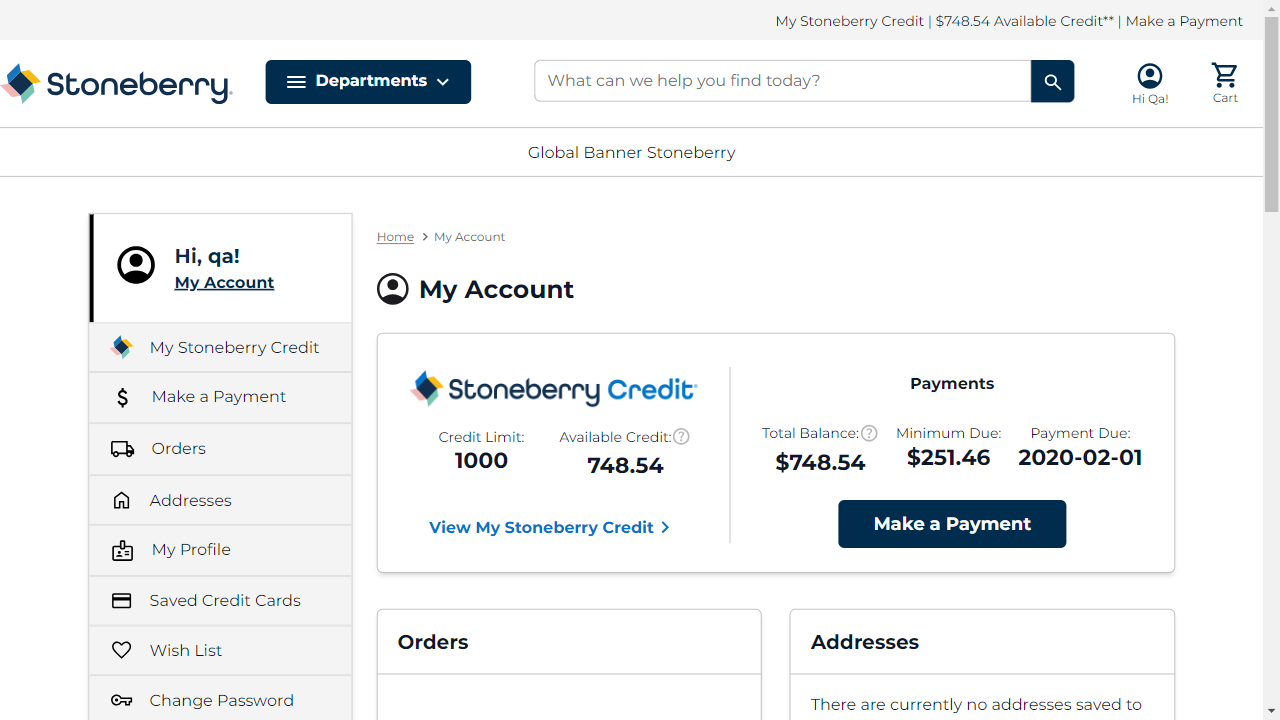 My Stoneberry Credit | $748.54 Available Credit** | Make a Payment
Stoneberry.
Departments
What can we help you find today?
Hi Qa!
Cart
Global Banner Stoneberry
Hi, qa!
My Account
My Stoneberry Credit
Make a Payment
Orders
Addresses
My Profile
Saved Credit Cards
Wish List
Change Password
Home > My Account
My Account
Stoneberry Credit
Credit Limit:
1000
Available Credit:?
748.54
View My Stoneberry Credit >
Payments
Total Balance:?
$748.54
Minimum Due:
$251.46
Payment Due:
2020-02-01
Make a Payment
Orders
Addresses
There are currently no addresses saved to